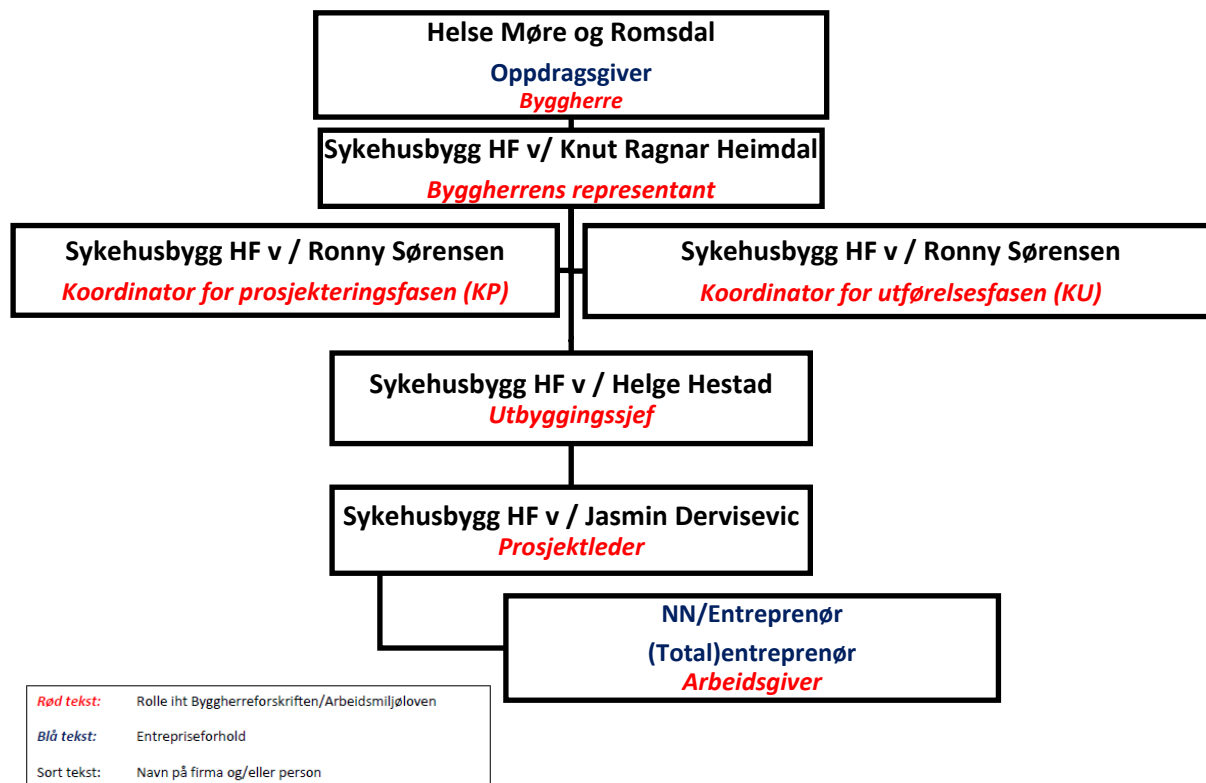 Helse Møre og Romsdal
Oppdragsgiver
Byggherre
Sykehusbygg HF v/ Knut Ragnar Heimdal
Byggherrens representant
Sykehusbygg HF v / Ronny Sørensen
Koordinator for prosjekteringsfasen (KP)
Sykehusbygg HF v / Ronny Sørensen
Koordinator for utførelsesfasen (KU)
Sykehusbygg HF v / Helge Hestad
Utbyggingssjef
Sykehusbygg HF v / Jasmin Dervisevic
Prosjektleder
NN/Entreprenør
(Total)entreprenør
Arbeidsgiver
Rød tekst: Rolle iht Byggherreforskriften/Arbeidsmiljøloven
Blå tekst: Entrepriseforhold
Sort tekst: Navn på firma og/eller person